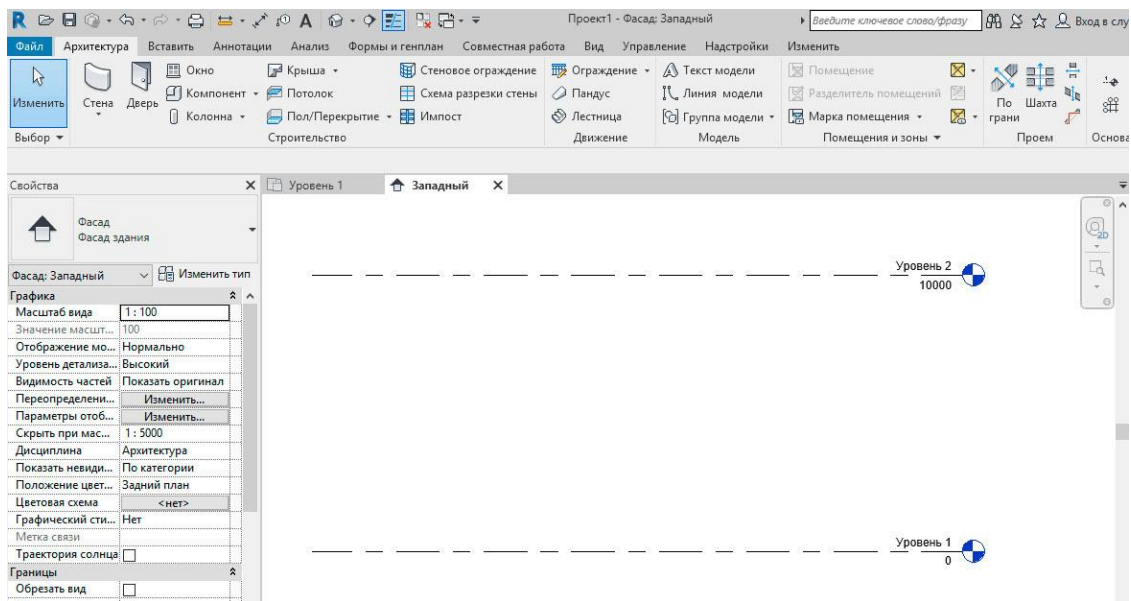 R A Проект1 - Фасад: Западный Введите ключевое слово/фразу Вход в слу
Файл Архитектура Вставить Аннотации Анализ Формы и генплан Совместная работа Вид Управление Надстройки Изменить
Изменить
Стена
Дверь
Окно
Компонент
Колонна
Крыша
Потолок
Пол/Перекрытие
Стеновое ограждение
Схема разрезки стены
Импост
Ограждение
Пандус
Лестница
Текст модели
Линия модели
Группа модели
Помещение
Разделитель помещений
Марка помещения
По
грани
Шахта
Выбор Строительство Движение Модель Помещения и зоны Проем Основа
Свойства
Уровень 1 Западный
Фасад
Фасад здания
Фасад: Западный Изменить тип
Графика
Масштаб вида 1 : 100
Значение масшт... 100
Отображение мо... Нормально
Уровень детализа... Высокий
Видимость частей Показать оригинал
Переопределени... Изменить...
Параметры отоб... Изменить...
Скрыть при мас... 1 : 5000
Дисциплина Архитектура
Показать невиди... По категории
Положение цвет... Задний план
Цветовая схема <нет>
Графический сти... Нет
Метка связи
Траектория солнца
Границы
Обрезать вид
2D
Уровень 2
10000
Уровень 1
0